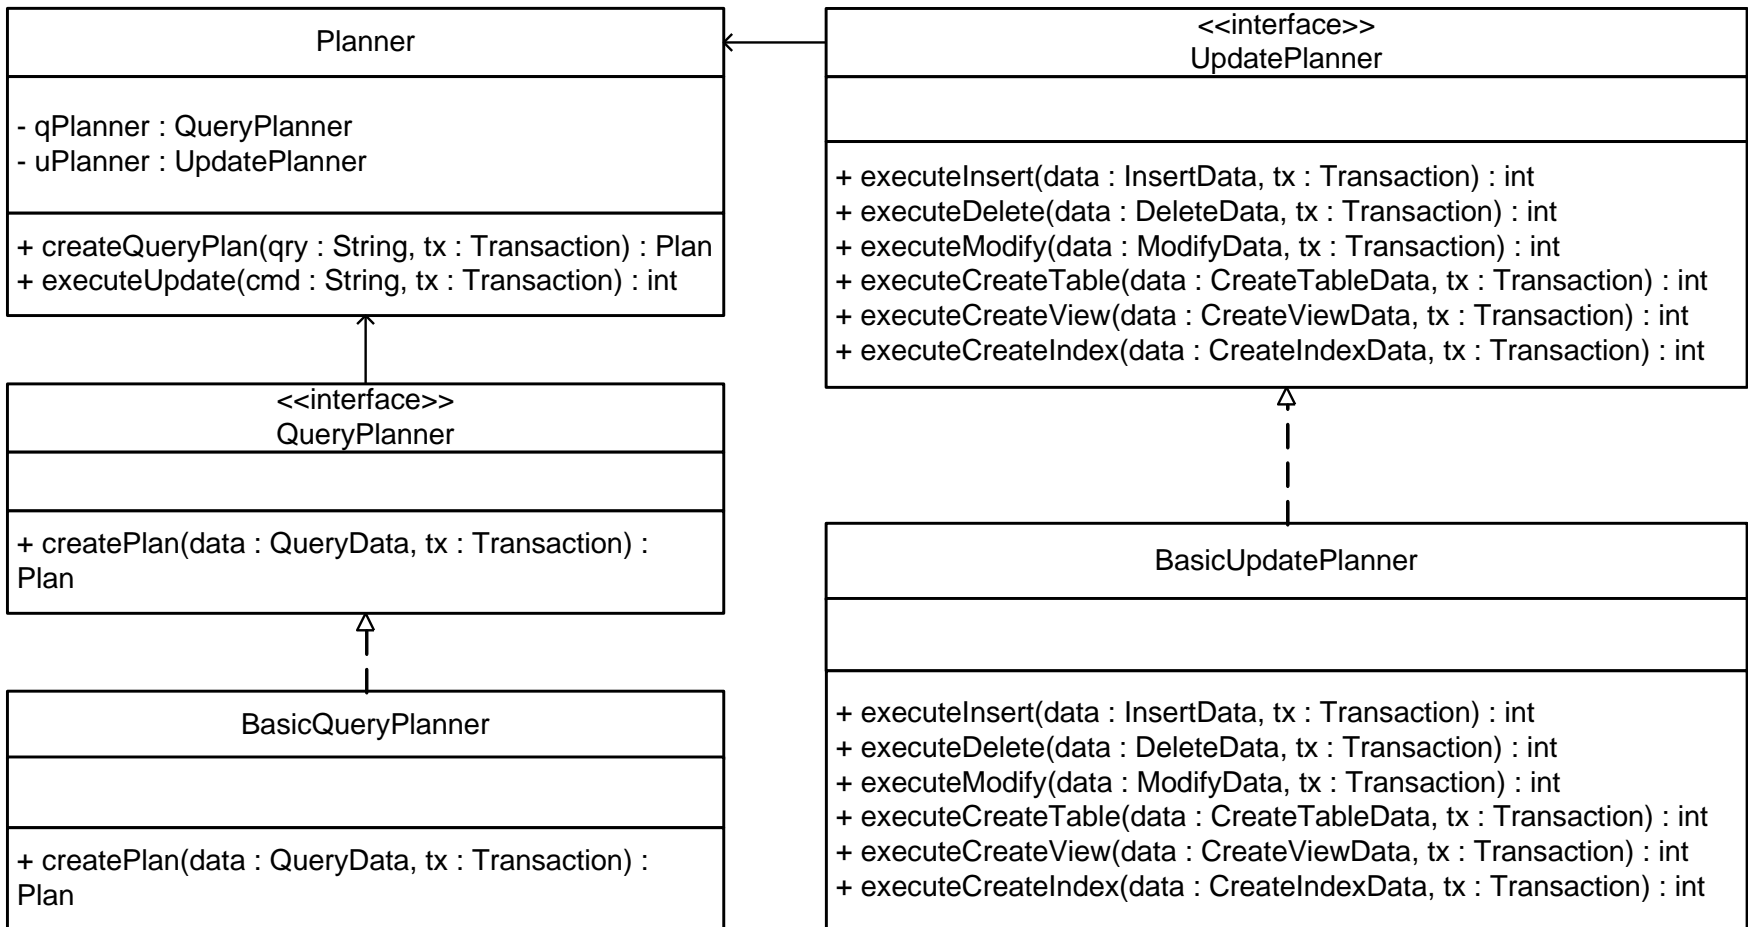 Planner
- qPlanner : QueryPlanner
- uPlanner : UpdatePlanner
+ createQueryPlan(qry : String, tx : Transaction) : Plan
+ executeUpdate(cmd : String, tx : Transaction) : int
<<interface>>
QueryPlanner
+ createPlan(data : QueryData, tx : Transaction) :
Plan
BasicQueryPlanner
+ createPlan(data : QueryData, tx : Transaction) :
Plan
<<interface>>
UpdatePlanner
+ executeInsert(data : InsertData, tx : Transaction) : int
+ executeDelete(data : DeleteData, tx : Transaction) : int
+ executeModify(data : ModifyData, tx : Transaction) : int
+ executeCreateTable(data : CreateTableData, tx : Transaction) : int
+ executeCreateView(data : CreateViewData, tx : Transaction) : int
+ executeCreateIndex(data : CreateIndexData, tx : Transaction) : int
BasicUpdatePlanner
+ executeInsert(data : InsertData, tx : Transaction) : int
+ executeDelete(data : DeleteData, tx : Transaction) : int
+ executeModify(data : ModifyData, tx : Transaction) : int
+ executeCreateTable(data : CreateTableData, tx : Transaction) : int
+ executeCreateView(data : CreateViewData, tx : Transaction) : int
+ executeCreateIndex(data : CreateIndexData, tx : Transaction) : int